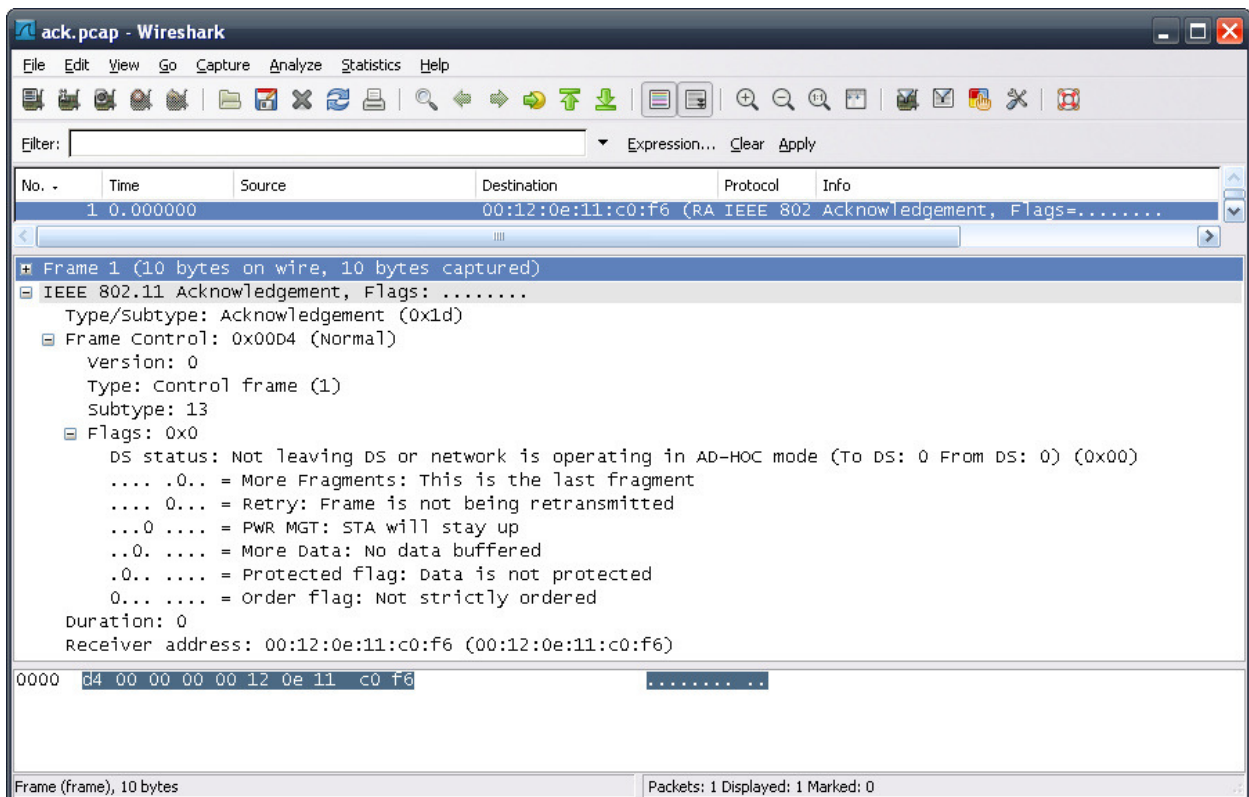 ack.pcap - Wireshark
File Edit View Go Capture Analyze Statistics Help
Filter: Expression... Clear Apply
No. Time Source Destination Protocol Info
1 0.000000 00:12:0e:11:c0:f6 (RA IEEE 802 Acknowledgement, Flags=........
Frame 1 (10 bytes on wire, 10 bytes captured)
IEEE 802.11 Acknowledgement, Flags: ........
Type/Subtype: Acknowledgement (0x1d)
Frame Control: 0x00D4 (Normal)
Version: 0
Type: Control frame (1)
Subtype: 13
Flags: 0x0
DS status: Not leaving DS or network is operating in AD-HOC mode (To DS: 0 From DS: 0) (0x00)
.... .0.. = More Fragments: This is the last fragment
.... 0... = Retry: Frame is not being retransmitted
...0 .... = PWR MGT: STA will stay up
..0. .... = More Data: No data buffered
.0.. .... = Protected flag: Data is not protected
0... .... = Order flag: Not strictly ordered
Duration: 0
Receiver address: 00:12:0e:11:c0:f6 (00:12:0e:11:c0:f6)
0000 d4 00 00 00 00 12 0e 11 c0 f6 ........ ..
Frame (frame), 10 bytes Packets: 1 Displayed: 1 Marked: 0